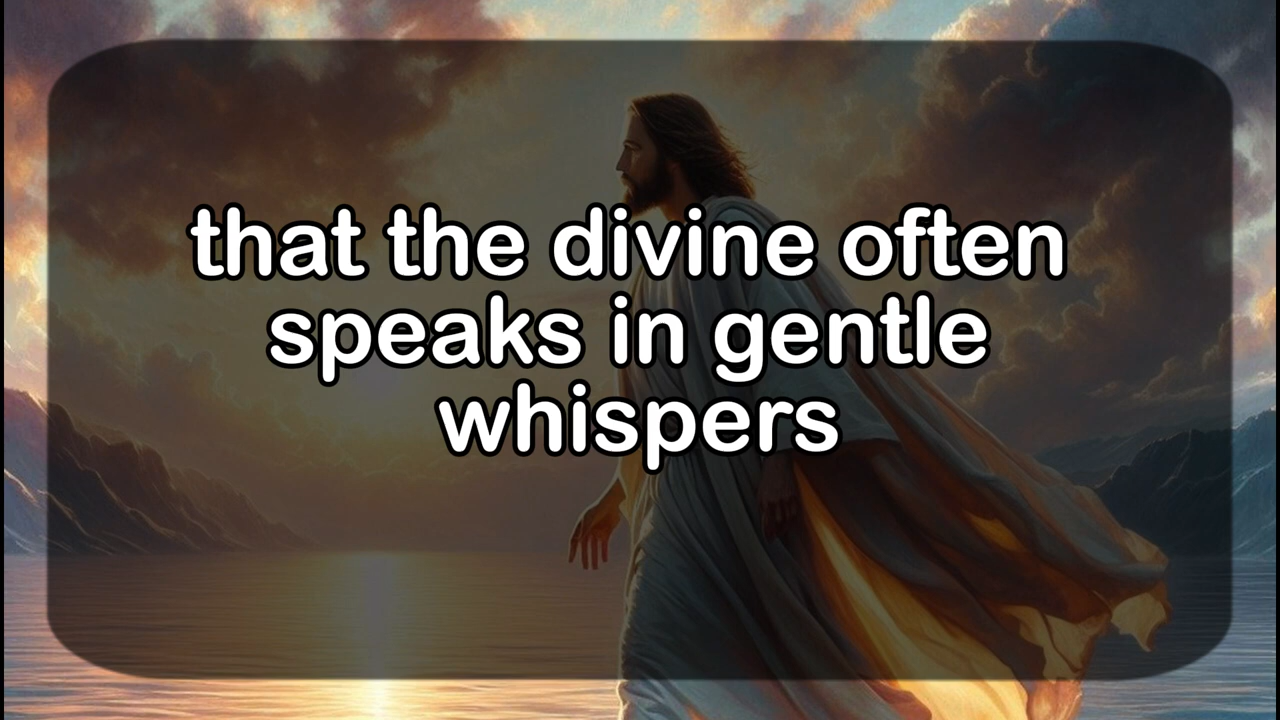 that the divine often
speaks in gentle
whispers